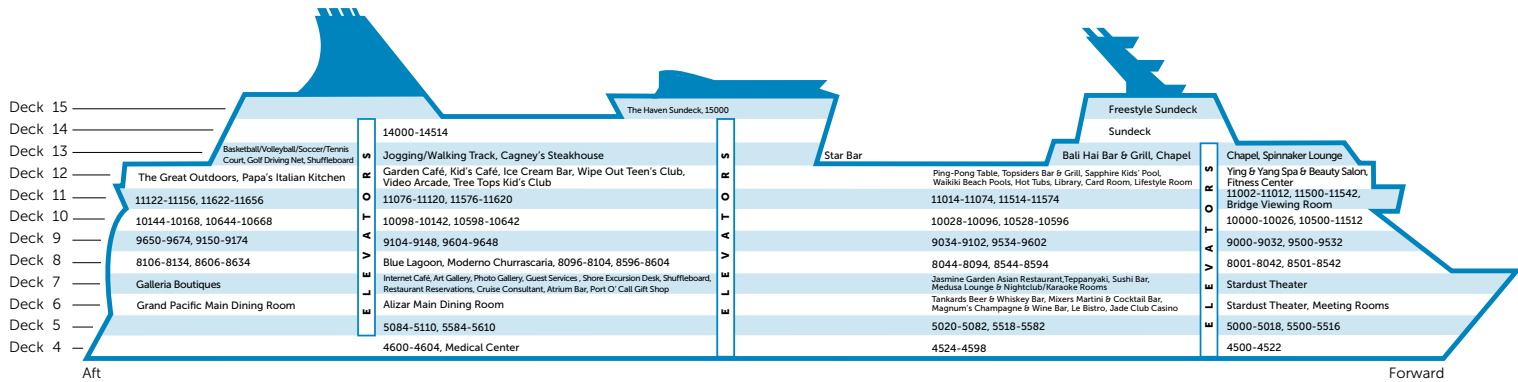 Deck 15
The Haven Sundeck, 15000
Freestyle Sundeck
Deck 14
14000-14514
Sundeck
Deck 13
Basketball/Volleyball/Soccer/Tennis
Court, Golf Driving Net, Shuffleboard
Jogging/Walking Track, Cagney's Steakhouse
Star Bar
Bali Hai Bar & Grill, Chapel
Chapel, Spinnaker Lounge
Deck 12
The Great Outdoors, Papa's Italian Kitchen
Garden Café, Kid's Café, Ice Cream Bar, Wipe Out Teen's Club,
Video Arcade, Tree Tops Kid's Club
Ping-Pong Table, Topsiders Bar & Grill, Sapphire Kids' Pool,
Waikiki Beach Pools, Hot Tubs, Library, Card Room, Lifestyle Room
Ying & Yang Spa & Beauty Salon,
Fitness Center
Deck 11
11122-11156, 11622-11656
11076-11120, 11576-11620
11014-11074, 11514-11574
11002-11012, 11500-11542,
Bridge Viewing Room
Deck 10
10144-10168, 10644-10668
10098-10142, 10598-10642
10028-10096, 10528-10596
10000-10026, 10500-11512
Deck 9
9650-9674, 9150-9174
9104-9148, 9604-9648
9034-9102, 9534-9602
9000-9032, 9500-9532
Deck 8
8106-8134, 8606-8634
Blue Lagoon, Moderno Churrascaria, 8096-8104, 8596-8604
8044-8094, 8544-8594
8001-8042, 8501-8542
Deck 7
Galleria Boutiques
Internet Café, Art Gallery, Photo Gallery, Guest Services , Shore Excursion Desk, Shuffleboard,
Restaurant Reservations, Cruise Consultant, Atrium Bar, Port O' Call Gift Shop
Jasmine Garden Asian Restaurant,Teppanyaki, Sushi Bar,
Medusa Lounge & Nightclub/Karaoke Rooms
Stardust Theater
Deck 6
Grand Pacific Main Dining Room
Alizar Main Dining Room
Tankards Beer & Whiskey Bar, Mixers Martini & Cocktail Bar,
Magnum's Champagne & Wine Bar, Le Bistro, Jade Club Casino
Stardust Theater, Meeting Rooms
Deck 5
5084-5110, 5584-5610
5020-5082, 5518-5582
5000-5018, 5500-5516
Deck 4
4600-4604, Medical Center
4524-4598
4500-4522
ELEVATORS
ELEVATORS
ELEVATORS
Aft
Forward